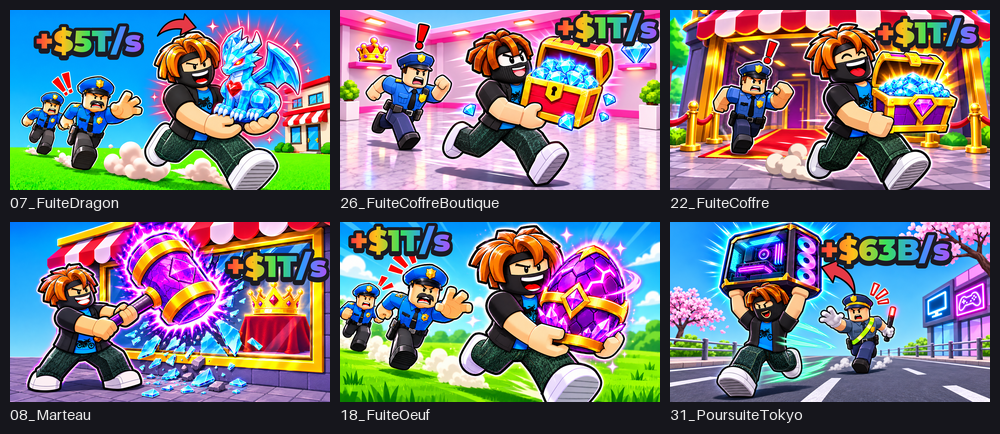 +$5T/s
!!
07_FuiteDragon
+$1T/s
!
26_FuiteCoffreBoutique
+$1T/s
!
22_FuiteCoffre
+$1T/s
08_Marteau
+$1T/s
18_FuiteOeuf
+$63B/s
31_PoursuiteTokyo